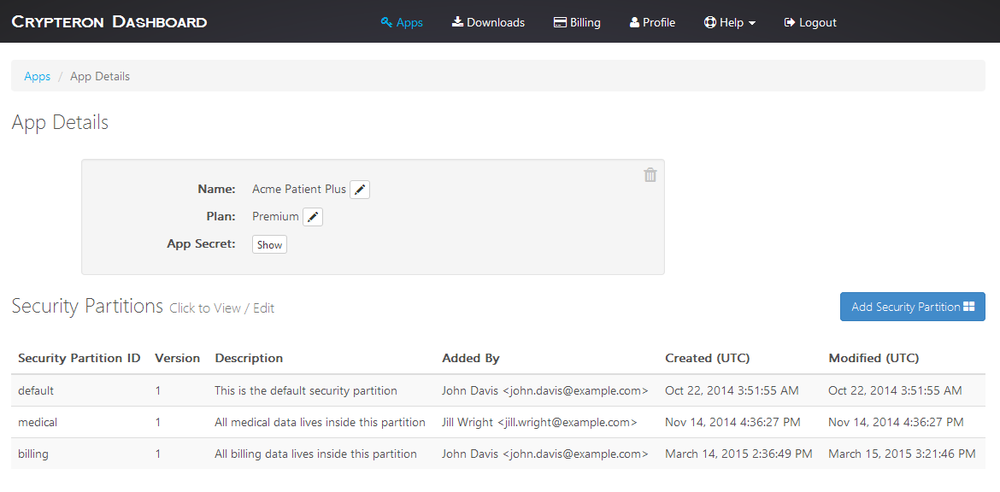 Crypteron Dashboard Apps Downloads Billing Profile Help Logout
Apps / App Details
App Details
Name: Acme Patient Plus
Plan: Premium
App Secret: Show
Security Partitions Click to View / Edit Add Security Partition
Security Partition ID Version Description Added By Created (UTC) Modified (UTC)
default 1 This is the default security partition John Davis <john.davis@example.com> Oct 22, 2014 3:51:55 AM Oct 22, 2014 3:51:55 AM
medical 1 All medical data lives inside this partition Jill Wright <jill.wright@example.com> Nov 14, 2014 4:36:27 PM Nov 14, 2014 4:36:27 PM
billing 1 All billing data lives inside this partition John Davis <john.davis@example.com> March 14, 2015 2:36:49 PM March 15, 2015 3:21:46 PM